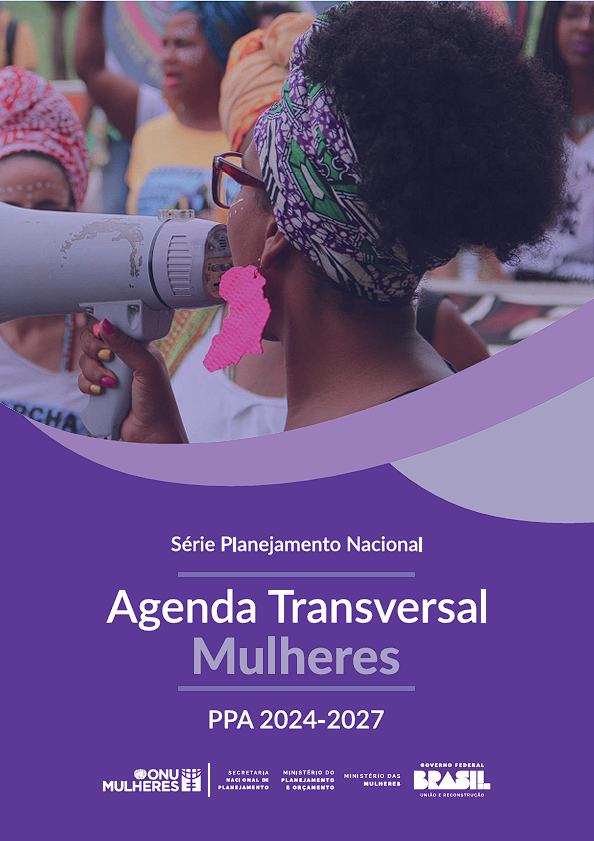 ARCHA
Série Planejamento Nacional
Agenda Transversal
Mulheres
PPA 2024-2027
ONU
MULHERES
SECRETARIA
NACIONAL DE
PLANEJAMENTO
MINISTÉRIO DO
PLANEJAMENTO
E ORÇAMENTO
MINISTÉRIO DAS
MULHERES
GOVERNO FEDERAL
BRASIL
UNIÃO E RECONSTRUÇÃO